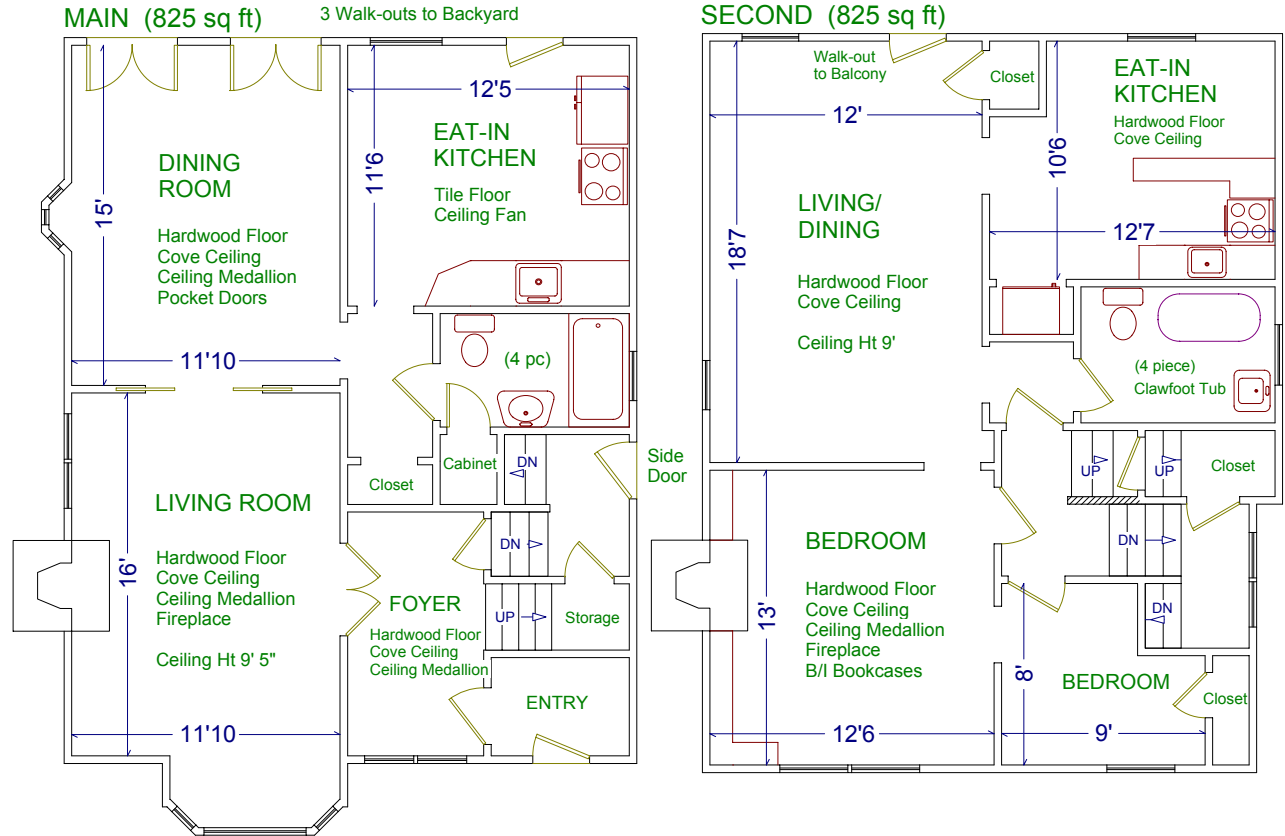 MAIN (825 sq ft)
3 Walk-outs to Backyard
12'5
EAT-IN
KITCHEN
Tile Floor
Ceiling Fan
11'6
DINING
ROOM
Hardwood Floor
Cove Ceiling
Ceiling Medallion
Pocket Doors
15'
11'10
(4 pc)
Cabinet
Closet
DN
Side
Door
LIVING ROOM
Hardwood Floor
Cove Ceiling
Ceiling Medallion
Fireplace
Ceiling Ht 9' 5"
16'
11'10
DN
FOYER
Hardwood Floor
Cove Ceiling
Ceiling Medallion
UP
Storage
ENTRY
SECOND (825 sq ft)
Walk-out
to Balcony
Closet
12'
EAT-IN
KITCHEN
Hardwood Floor
Cove Ceiling
10'6
12'7
LIVING/
DINING
Hardwood Floor
Cove Ceiling
Ceiling Ht 9'
18'7
(4 piece)
Clawfoot Tub
UP
UP
Closet
DN
BEDROOM
Hardwood Floor
Cove Ceiling
Ceiling Medallion
Fireplace
B/I Bookcases
13'
12'6
DN
8'
BEDROOM
Closet
9'